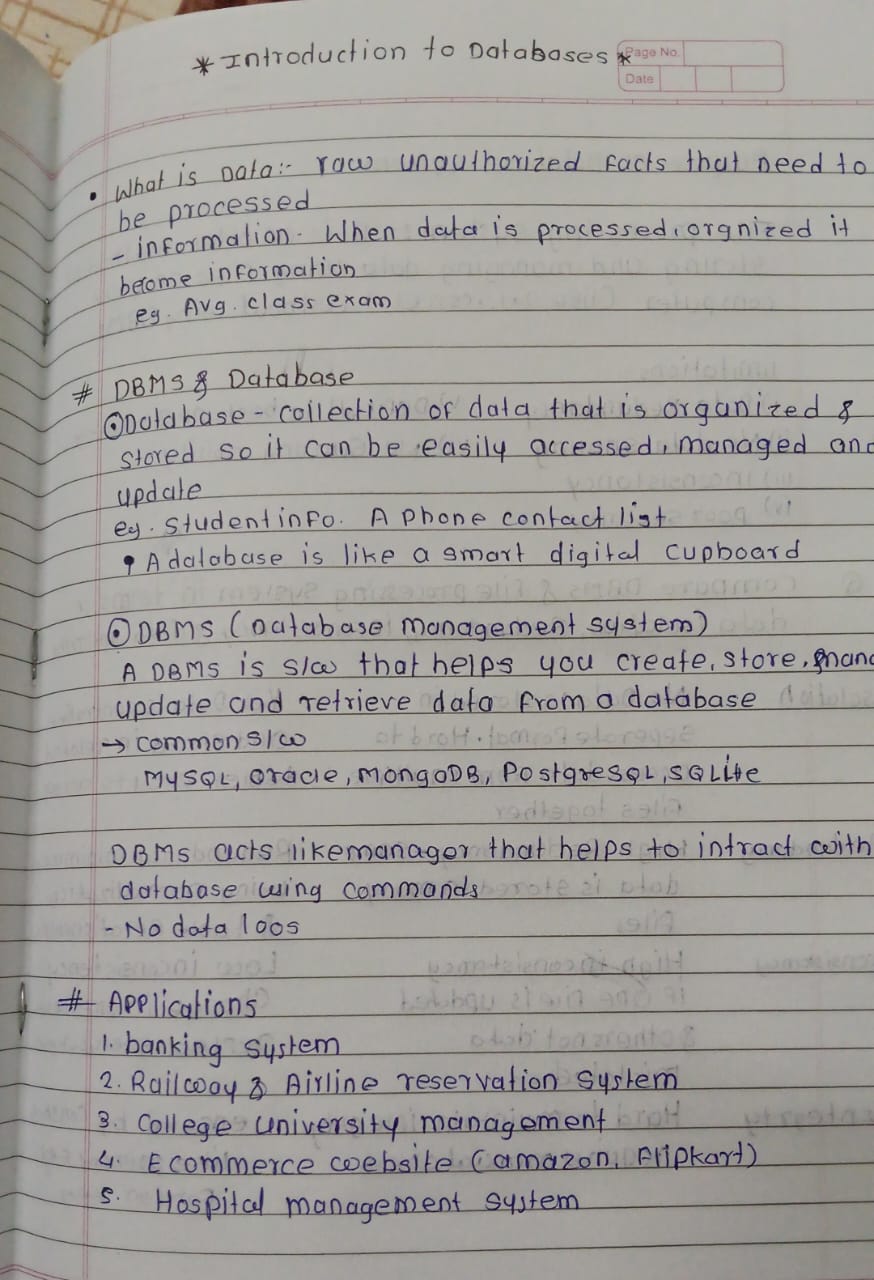 *Introduction to Databases*
Page No.
Date
• What is Data:- raw unauthorized facts that need to
be processed
- information- When data is processed, orgnized it
become information
eg. Avg. class exam
# DBMS & Database
⊙Database - collection of data that is organized &
stored so it can be easily accessed, managed and
update
eg. Student info. A Phone contact list
• A database is like a smart digital cupboard
⊙ DBMS (Database management system)
A DBMS is s/w that helps you create, store, mana
update and retrieve data from a database
→ common s/w
MySQL, oracle, MongoDB, PostgreSQL, SQLite
DBMS acts like manager that helps to intract with
database using commands
- No data loos
# Applications
1. banking system
2. Railway & Airline reservation system
3. College university management
4. E commerce website (amazon, Flipkart)
5. Hospital management system